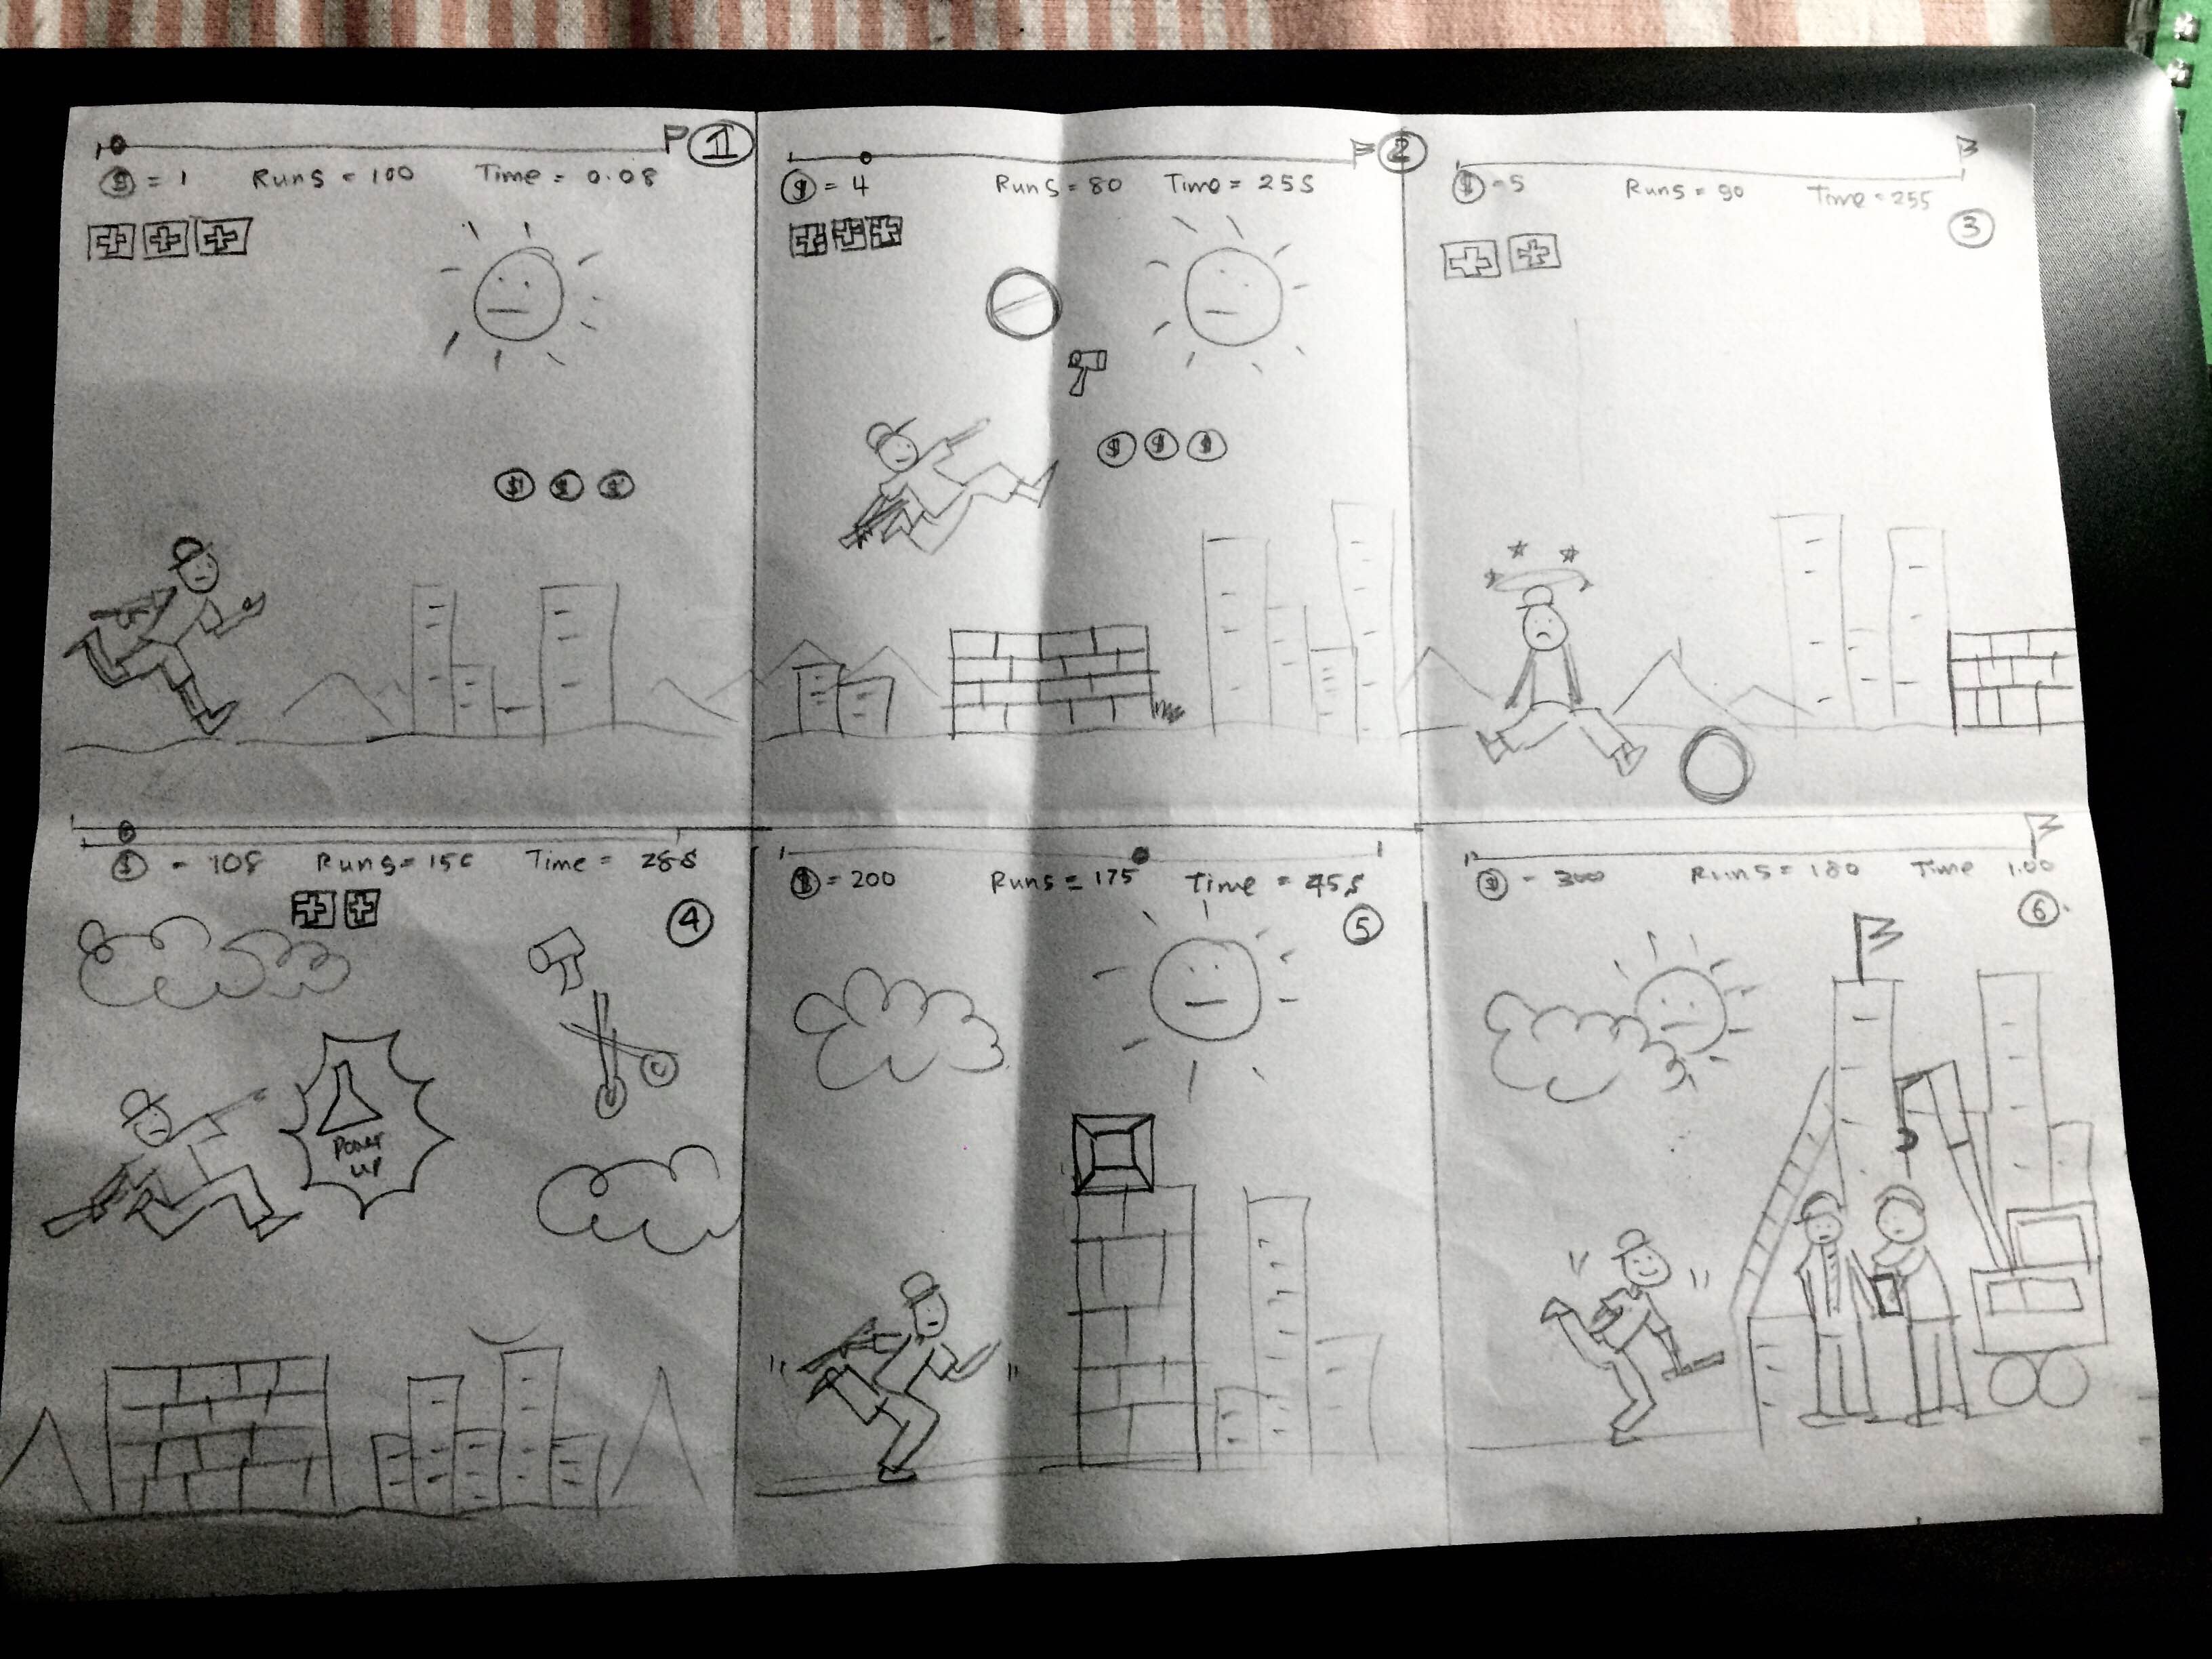 1
$ = 1 Runs = 100 Time = 0.08
$ $ $
2
$ = 4 Runs = 80 Time = 25S
$ $ $
$ = 5 Runs = 90 Time = 25S
3
$ = Runs = 150 Time = 28S
4
Power
UP
$ = 200 Runs = 175 Time = 45S
5
$ = 300 Runs = 180 Time 1.00
6